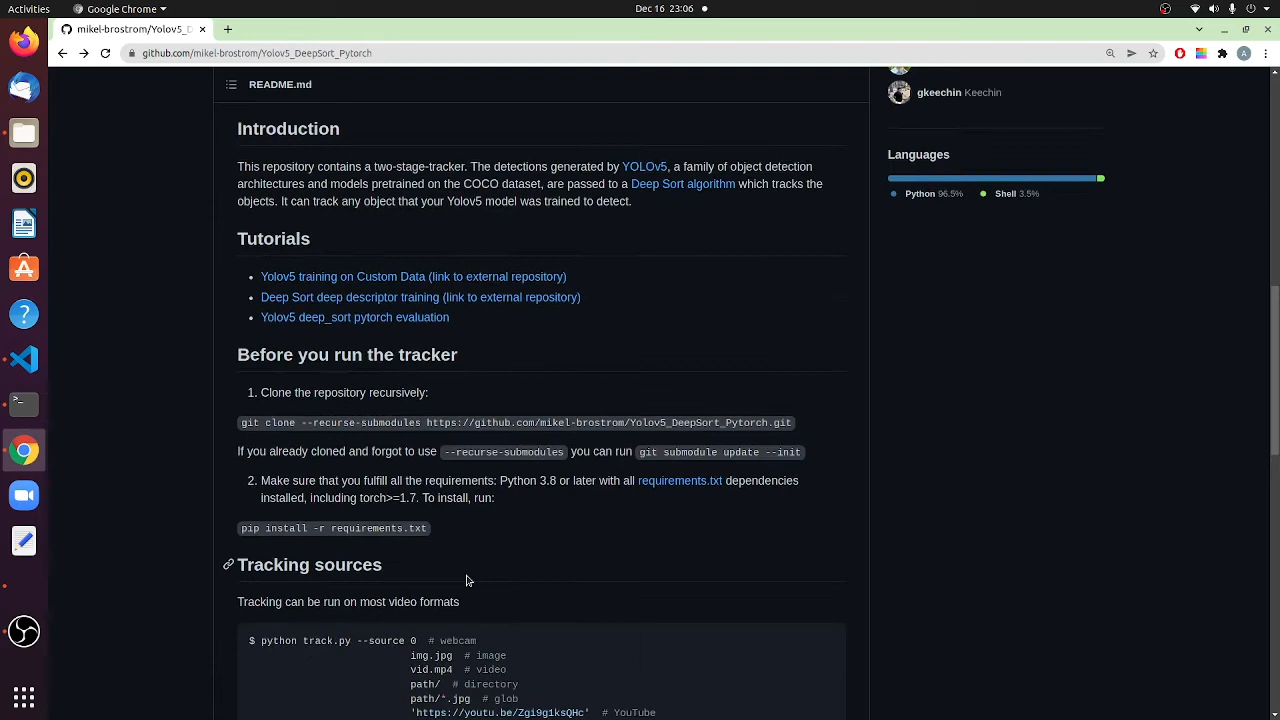 Activities
Google Chrome
Dec 16 23:06
mikel-brostrom/Yolov5_D
github.com/mikel-brostrom/Yolov5_DeepSort_Pytorch
A
README.md
gkeechin Keechin
Introduction
This repository contains a two-stage-tracker. The detections generated by YOLOv5, a family of object detection
architectures and models pretrained on the COCO dataset, are passed to a Deep Sort algorithm which tracks the
objects. It can track any object that your Yolov5 model was trained to detect.
Languages
Python 96.5% Shell 3.5%
Tutorials
Yolov5 training on Custom Data (link to external repository)
Deep Sort deep descriptor training (link to external repository)
Yolov5 deep_sort pytorch evaluation
Before you run the tracker
1. Clone the repository recursively:
git clone --recurse-submodules https://github.com/mikel-brostrom/Yolov5_DeepSort_Pytorch.git
If you already cloned and forgot to use --recurse-submodules you can run git submodule update --init
2. Make sure that you fulfill all the requirements: Python 3.8 or later with all requirements.txt dependencies
installed, including torch>=1.7. To install, run:
pip install -r requirements.txt
Tracking sources
Tracking can be run on most video formats
$ python track.py --source 0 # webcam
img.jpg # image
vid.mp4 # video
path/ # directory
path/*.jpg # glob
'https://youtu.be/Zgi9g1ksQHc' # YouTube